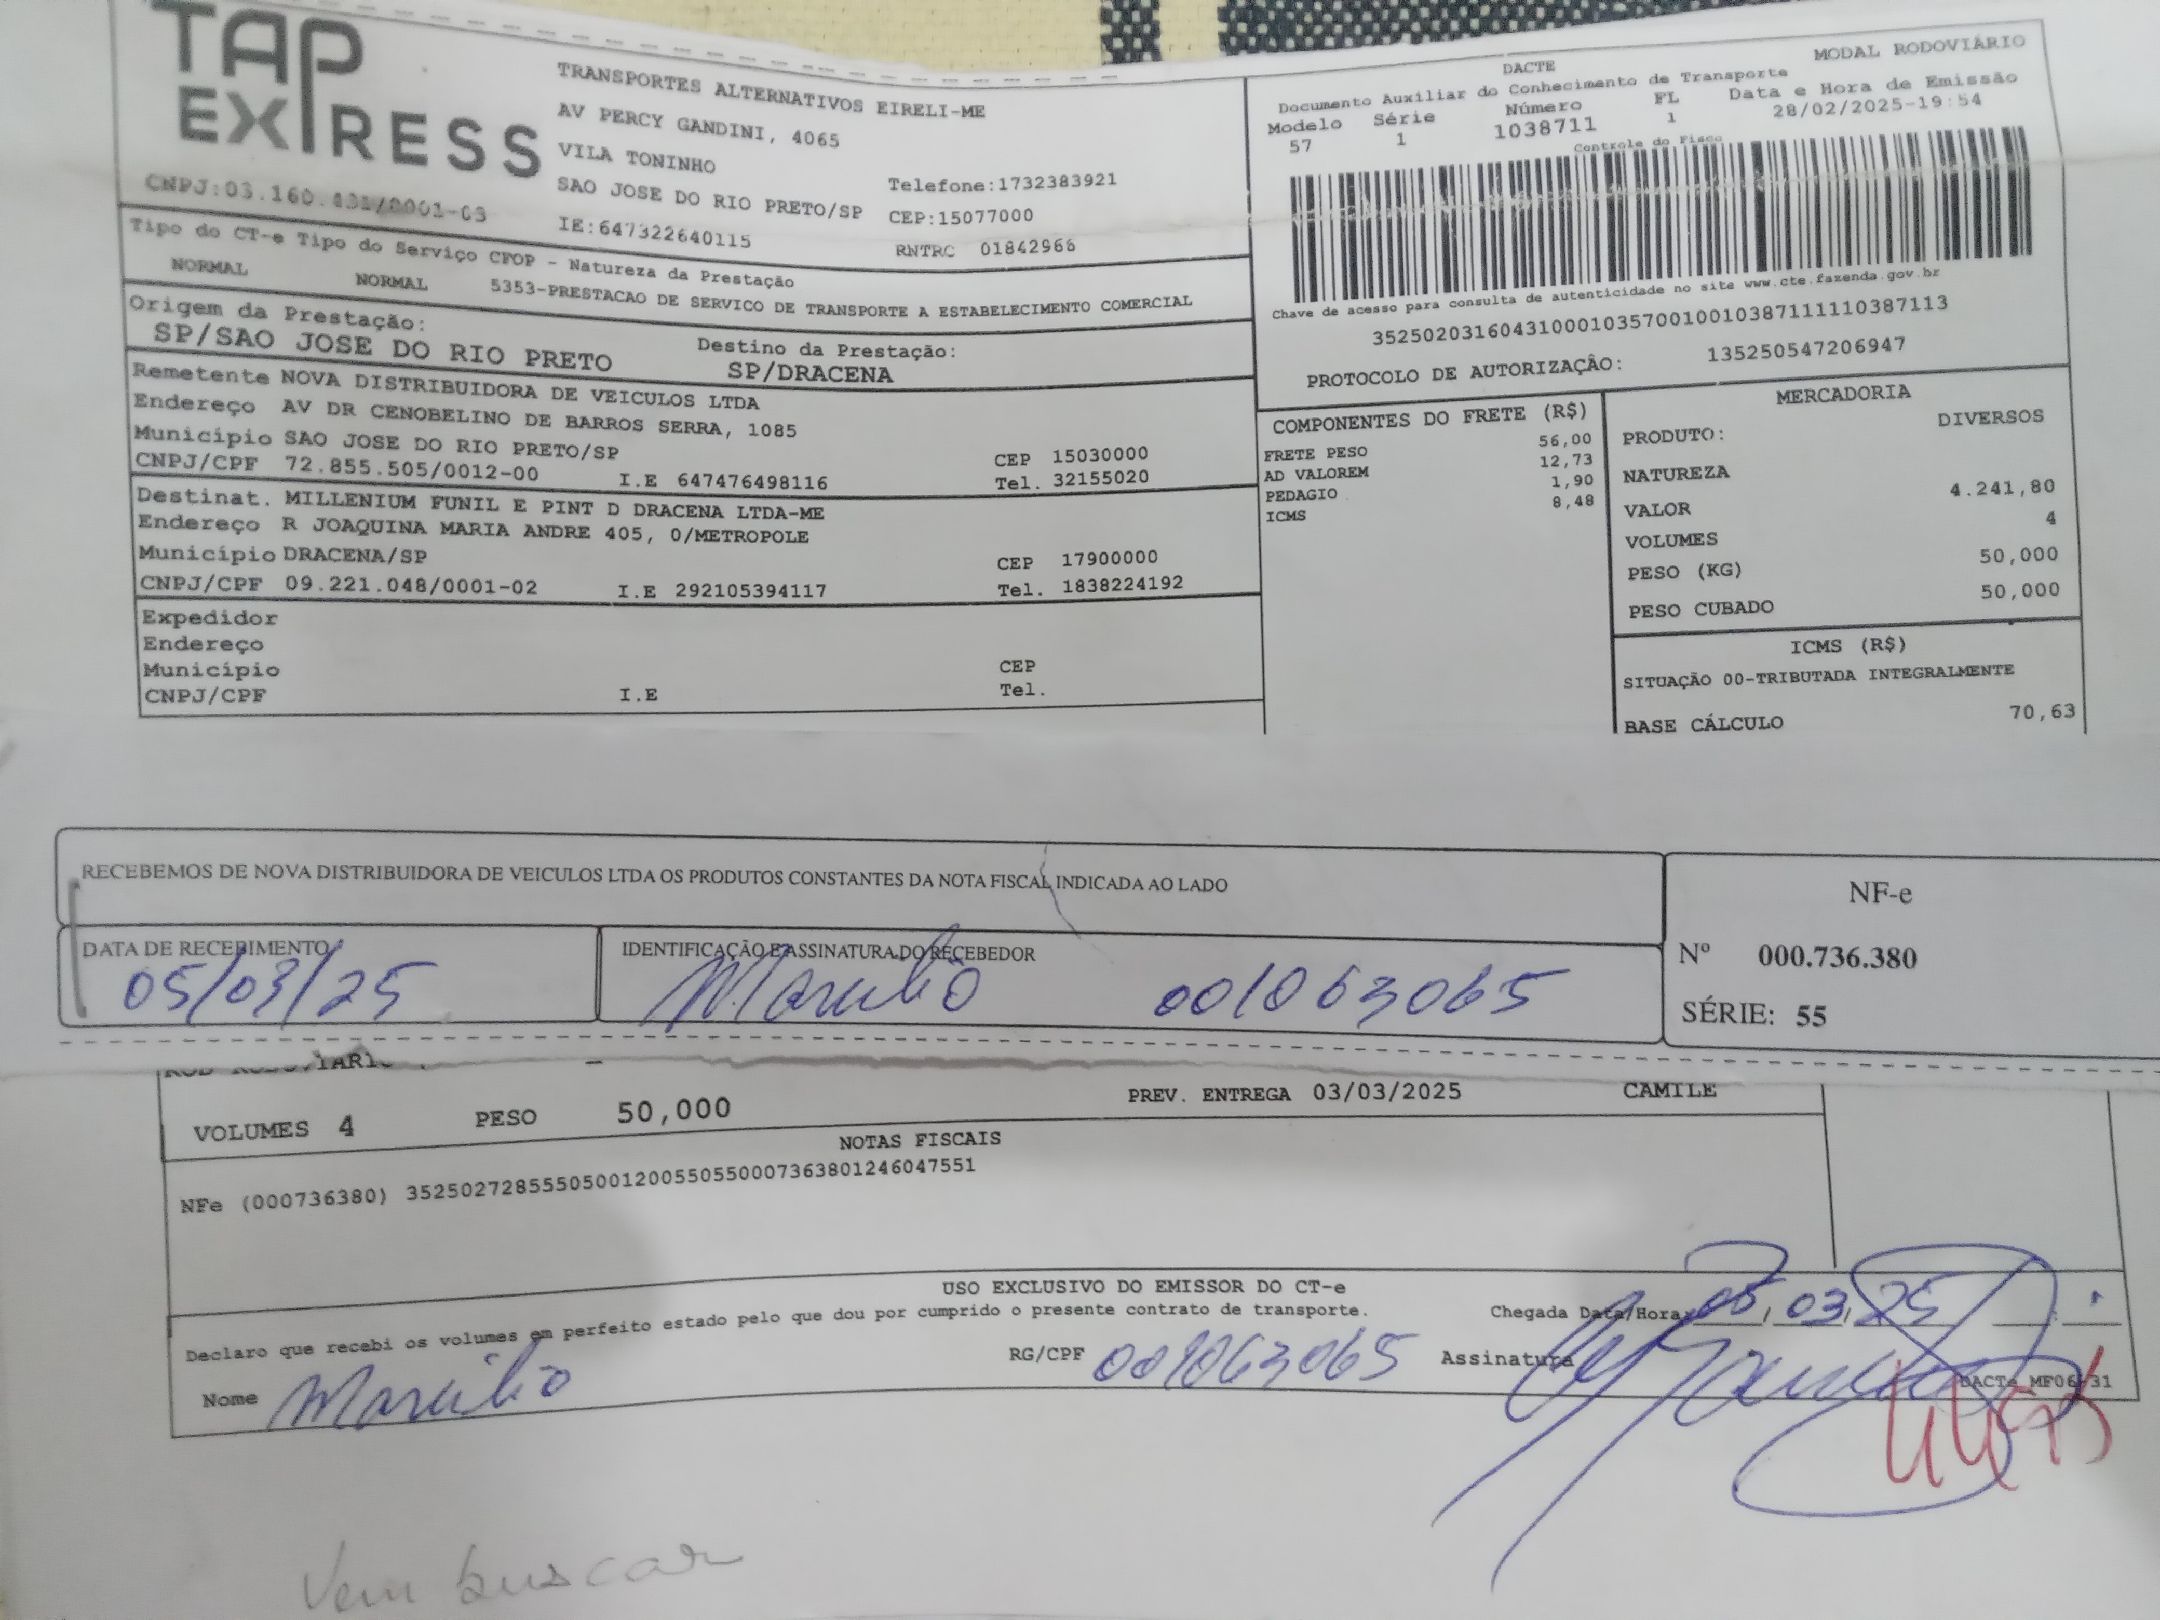 TAP EXPRESS
TRANSPORTES ALTERNATIVOS EIRELI-ME
AV PERCY GANDINI, 4065
VILA TONINHO
SAO JOSE DO RIO PRETO/SP
Telefone:1732383921
CEP:15077000
CNPJ:03.160.431/0001-03
IE:647322640115
RNTRC 01842966
DACTE
MODAL RODOVIÁRIO
Documento Auxiliar do Conhecimento de Transporte
Modelo Série Número FL Data e Hora de Emissão
57 1 1038711 1 28/02/2025-19:54
Controle do Fisco
Chave de acesso para consulta de autenticidade no site www.cte.fazenda.gov.br
35250203160431000103570010010387111110387113
PROTOCOLO DE AUTORIZAÇÂO: 135250547206947
Tipo do CT-e Tipo do Serviço CFOP - Natureza da Prestação
NORMAL NORMAL 5353-PRESTACAO DE SERVICO DE TRANSPORTE A ESTABELECIMENTO COMERCIAL
Origem da Prestação:
SP/SAO JOSE DO RIO PRETO
Destino da Prestação:
SP/DRACENA
Remetente NOVA DISTRIBUIDORA DE VEICULOS LTDA
Endereço AV DR CENOBELINO DE BARROS SERRA, 1085
Município SAO JOSE DO RIO PRETO/SP CEP 15030000
CNPJ/CPF 72.855.505/0012-00 I.E 647476498116 Tel. 32155020
Destinat. MILLENIUM FUNIL E PINT D DRACENA LTDA-ME
Endereço R JOAQUINA MARIA ANDRE 405, 0/METROPOLE
Município DRACENA/SP CEP 17900000
CNPJ/CPF 09.221.048/0001-02 I.E 292105394117 Tel. 1838224192
Expedidor
Endereço
Município CEP
CNPJ/CPF I.E Tel.
COMPONENTES DO FRETE (R$)
FRETE PESO 56,00
AD VALOREM 12,73
PEDAGIO 1,90
ICMS 8,48
MERCADORIA
PRODUTO: DIVERSOS
NATUREZA
VALOR 4.241,80
VOLUMES 4
PESO (KG) 50,000
PESO CUBADO 50,000
ICMS (R$)
SITUAÇÃO 00-TRIBUTADA INTEGRALMENTE
BASE CÁLCULO 70,63
RECEBEMOS DE NOVA DISTRIBUIDORA DE VEICULOS LTDA OS PRODUTOS CONSTANTES DA NOTA FISCAL INDICADA AO LADO
DATA DE RECEBIMENTO
05/03/25
IDENTIFICAÇÃO E ASSINATURA DO RECEBEDOR
Marcilio 001063065
NF-e
Nº 000.736.380
SÉRIE: 55
VOLUMES 4 PESO 50,000 PREV. ENTREGA 03/03/2025 CAMILE
NOTAS FISCAIS
NFe (000736380) 35250272855505001200550550007363801246047551
USO EXCLUSIVO DO EMISSOR DO CT-e
Declaro que recebi os volumes em perfeito estado pelo que dou por cumprido o presente contrato de transporte.
Chegada Data/Hora: 05/03/25
Nome Marcilio RG/CPF 001063065 Assinatura
DACTe MF06/31
Vem buscar